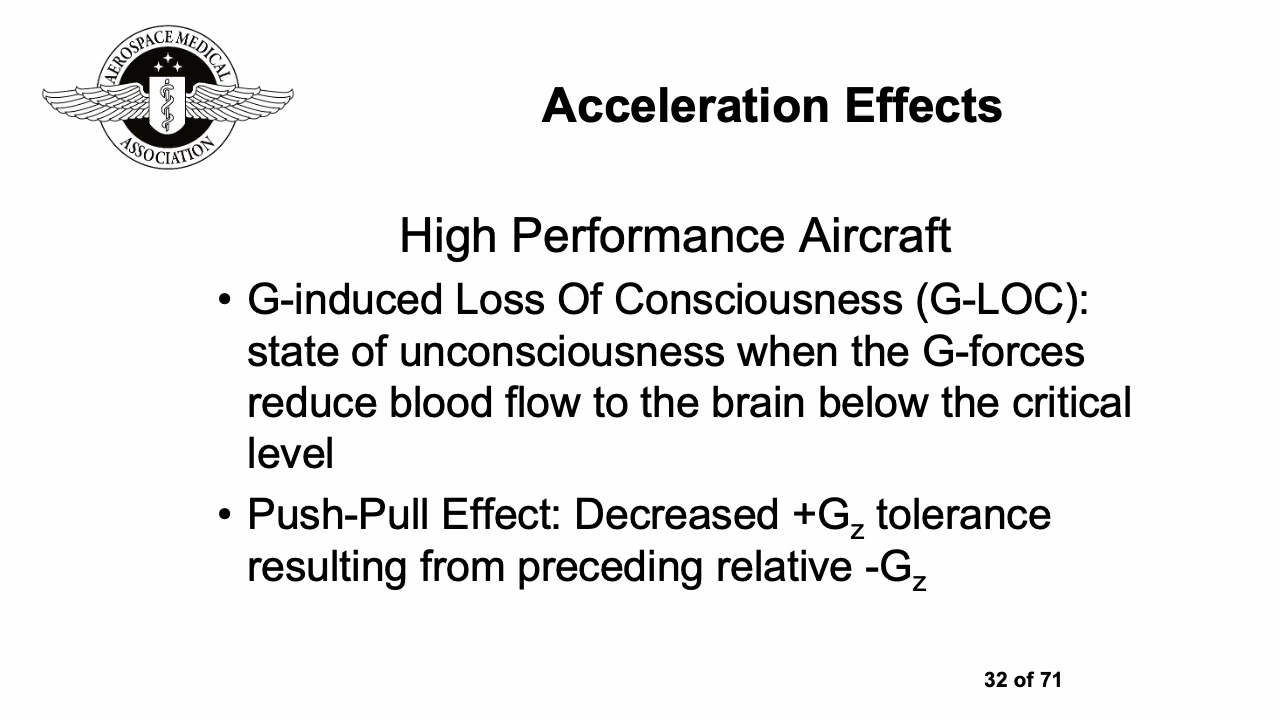 AEROSPACE MEDICAL
ASSOCIATION
Acceleration Effects
High Performance Aircraft
• G-induced Loss Of Consciousness (G-LOC):
state of unconsciousness when the G-forces
reduce blood flow to the brain below the critical
level
• Push-Pull Effect: Decreased +Gz tolerance
resulting from preceding relative -Gz
32 of 71